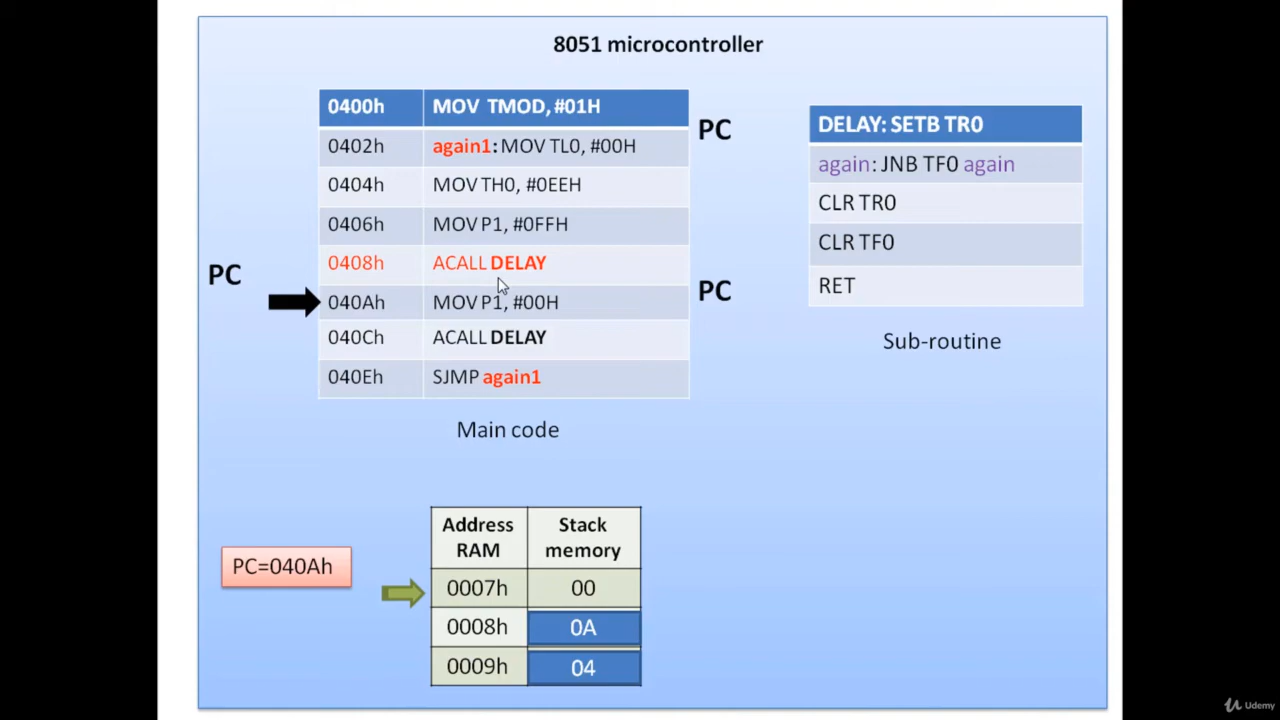 8051 microcontroller
0400h MOV TMOD, #01H
0402h again1: MOV TL0, #00H
0404h MOV TH0, #0EEH
0406h MOV P1, #0FFH
0408h ACALL DELAY
040Ah MOV P1, #00H
040Ch ACALL DELAY
040Eh SJMP again1
Main code
PC
PC
PC
DELAY: SETB TR0
again: JNB TF0 again
CLR TR0
CLR TF0
RET
Sub-routine
PC=040Ah
Address RAM
Stack memory
0007h 00
0008h 0A
0009h 04
Udemy